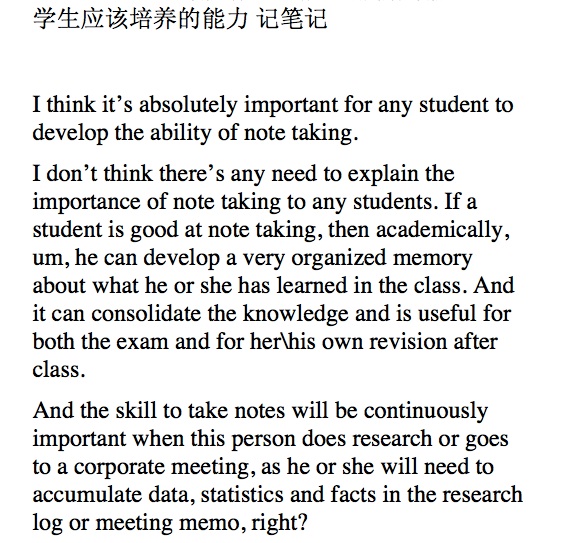 学生应该培养的能力 记笔记
I think it’s absolutely important for any student to
develop the ability of note taking.
I don’t think there’s any need to explain the
importance of note taking to any students. If a
student is good at note taking, then academically,
um, he can develop a very organized memory
about what he or she has learned in the class. And
it can consolidate the knowledge and is useful for
both the exam and for her\his own revision after
class.
And the skill to take notes will be continuously
important when this person does research or goes
to a corporate meeting, as he or she will need to
accumulate data, statistics and facts in the research
log or meeting memo, right?